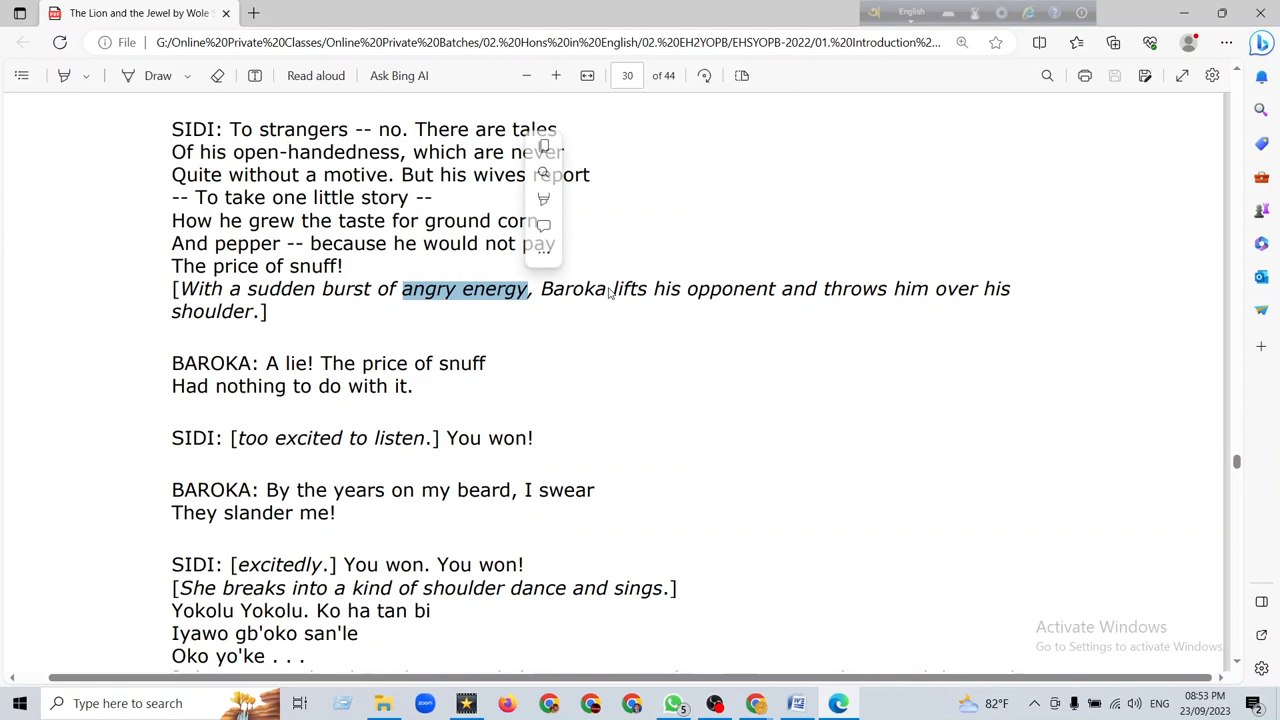 The Lion and the Jewel by Wole S
English
File
G:/Online%20Private%20Classes/Online%20Private%20Batches/02.%20Hons%20in%20English/02.%20EH2YOPB/EHSYOPB-2022/01.%20Introduction%2...
Draw
Read aloud
Ask Bing AI
30 of 44
SIDI: To strangers -- no. There are tales
Of his open-handedness, which are never
Quite without a motive. But his wives report
-- To take one little story --
How he grew the taste for ground corn
And pepper -- because he would not pay
The price of snuff!
[With a sudden burst of angry energy, Baroka lifts his opponent and throws him over his
shoulder.]
BAROKA: A lie! The price of snuff
Had nothing to do with it.
SIDI: [too excited to listen.] You won!
BAROKA: By the years on my beard, I swear
They slander me!
SIDI: [excitedly.] You won. You won!
[She breaks into a kind of shoulder dance and sings.]
Yokolu Yokolu. Ko ha tan bi
Iyawo gb'oko san'le
Oko yo'ke . . .
Activate Windows
Go to Settings to activate Windows.
Type here to search
zoom
5
82°F
ENG
08:53 PM
23/09/2023
2